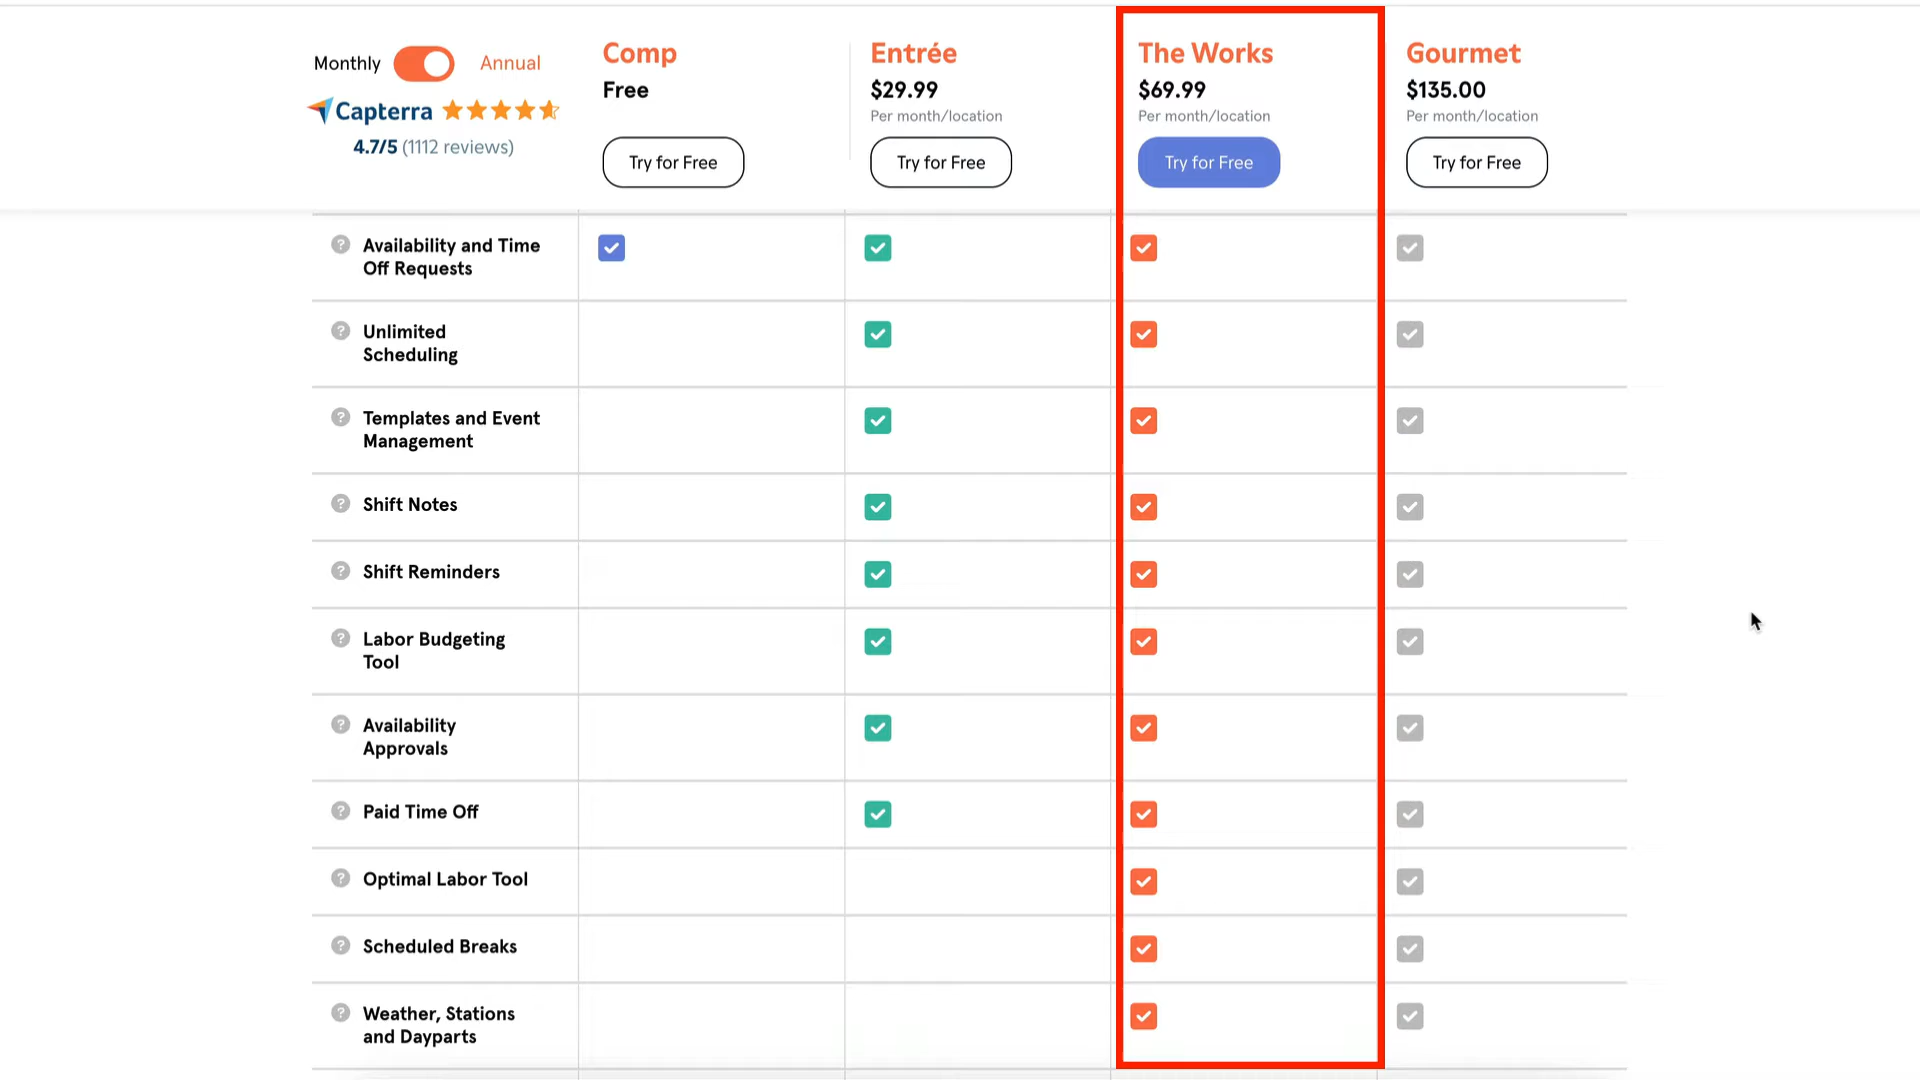 Monthly
Annual
Capterra
4.7/5 (1112 reviews)
Comp
Free
Try for Free
Entrée
$29.99
Per month/location
Try for Free
The Works
$69.99
Per month/location
Try for Free
Gourmet
$135.00
Per month/location
Try for Free
? Availability and Time
Off Requests
? Unlimited
Scheduling
? Templates and Event
Management
? Shift Notes
? Shift Reminders
? Labor Budgeting
Tool
? Availability
Approvals
? Paid Time Off
? Optimal Labor Tool
? Scheduled Breaks
? Weather, Stations
and Dayparts